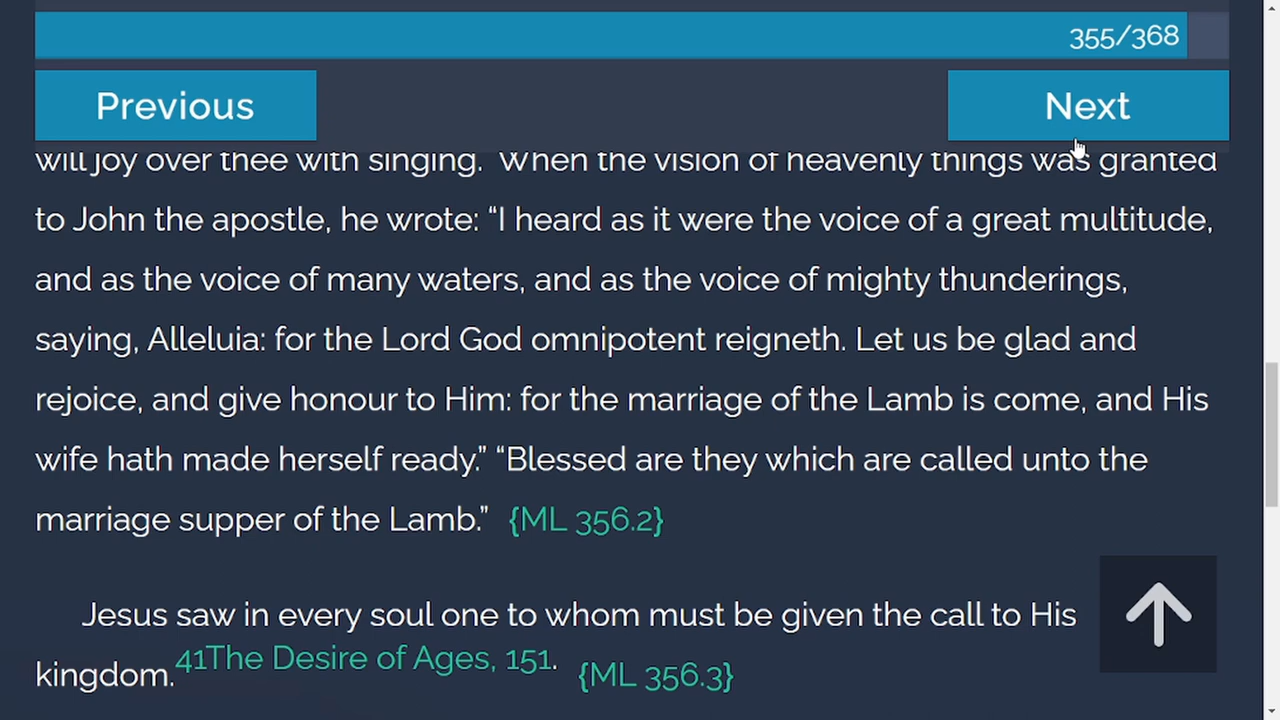 355/368
Previous
Next
will joy over thee with singing.” When the vision of heavenly things was granted
to John the apostle, he wrote: “I heard as it were the voice of a great multitude,
and as the voice of many waters, and as the voice of mighty thunderings,
saying, Alleluia: for the Lord God omnipotent reigneth. Let us be glad and
rejoice, and give honour to Him: for the marriage of the Lamb is come, and His
wife hath made herself ready.” “Blessed are they which are called unto the
marriage supper of the Lamb.” {ML 356.2}
Jesus saw in every soul one to whom must be given the call to His
kingdom.41The Desire of Ages, 151. {ML 356.3}